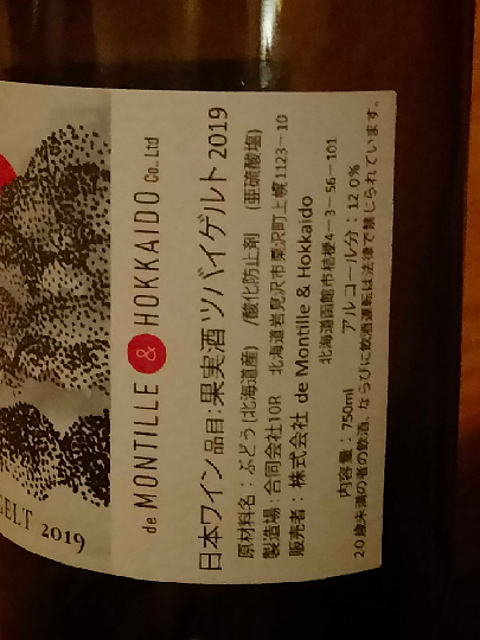 de MONTILLE & HOKKAIDO Co., Ltd
日本ワイン 品目:果実酒 ツバイゲルト 2019
原材料名:ぶどう(北海道産) /酸化防止剤 (亜硫酸塩)
製造場:合同会社10R 北海道岩見沢市栗沢町上幌1123-10
販売者:株式会社 de Montille & Hokkaido
北海道函館市桔梗4-3-56-101
内容量:750ml アルコール分:12.0%
20歳未満の者の飲酒、ならびに飲酒運転は法律で禁じられています。
GELT 2019